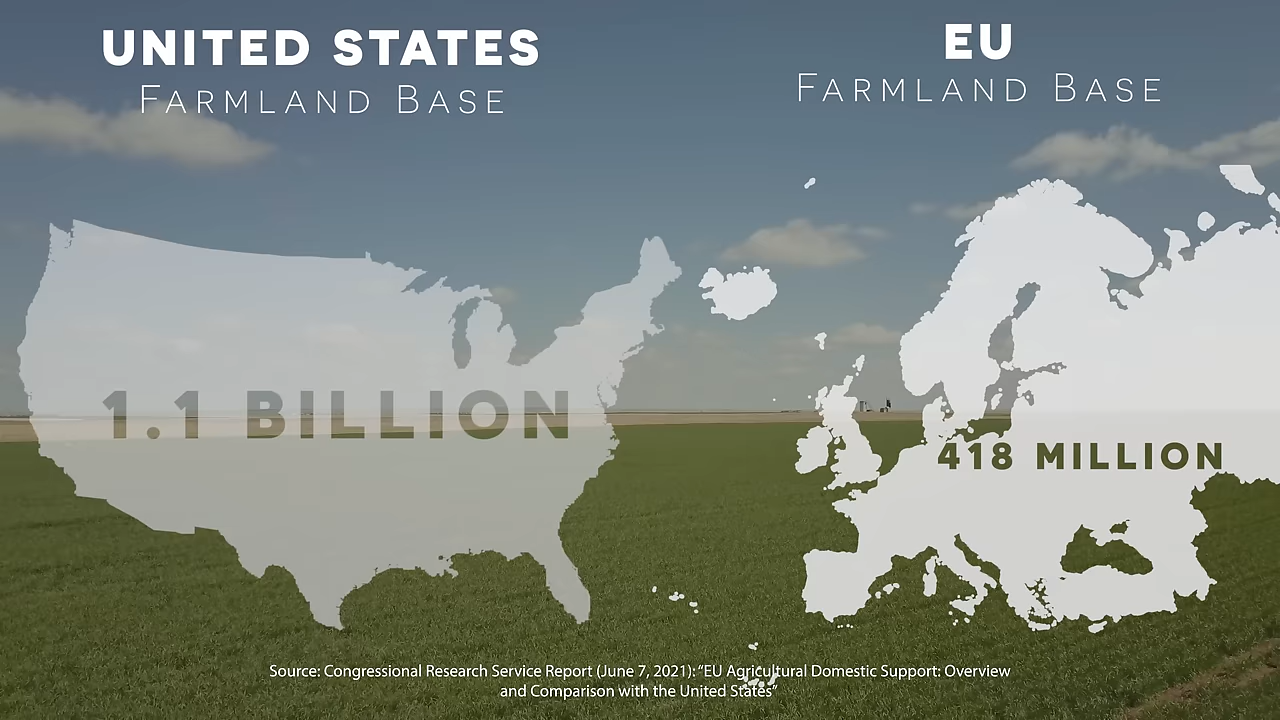 UNITED STATES
FARMLAND BASE
EU
FARMLAND BASE
1.1 BILLION
418 MILLION
Source: Congressional Research Service Report (June 7, 2021): "EU Agricultural Domestic Support: Overview
and Comparison with the United States"